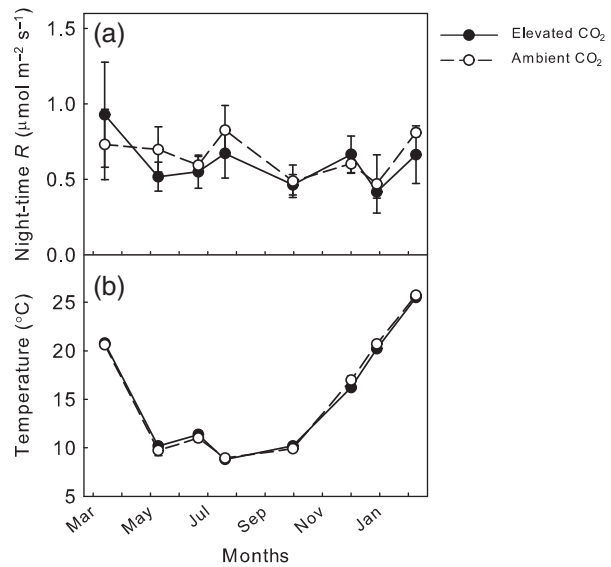 (a)
Elevated CO₂
Ambient CO₂
Night-time R (μmol m⁻² s⁻¹)
1.5
1.0
0.5
0.0
(b)
Temperature (°C)
25
20
15
10
5
Mar
May
Jul
Sep
Nov
Jan
Months